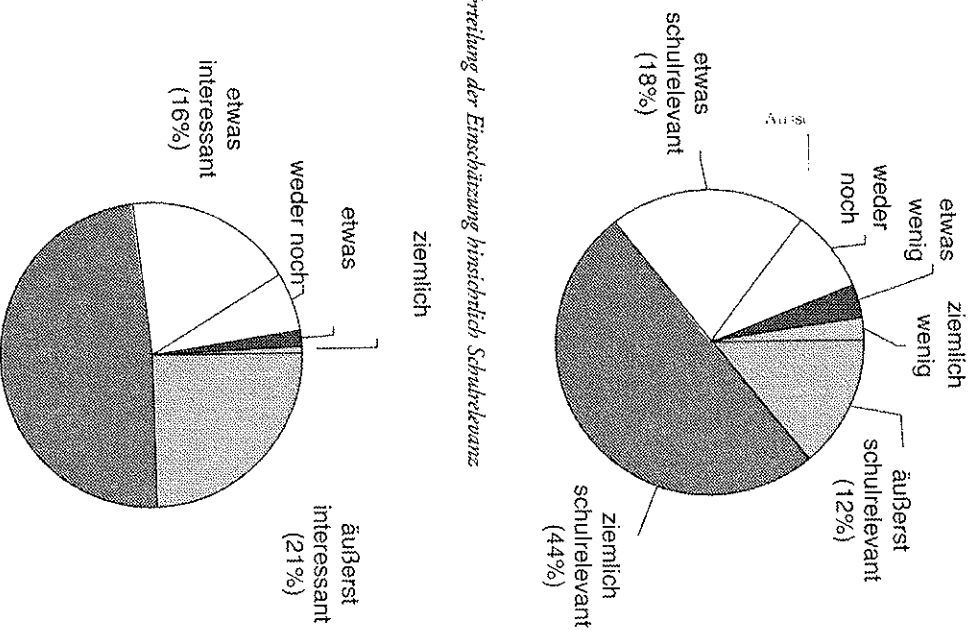 ziemlich
wenig
etwas
wenig
weder
noch
äußerst
schulrelevant
(12%)
etwas
schulrelevant
(18%)
ziemlich
schulrelevant
(44%)
rteilung der Einschätzung hinsichtlich Schulrelevanz
ziemlich
etwas
weder noch
äußerst
interessant
(21%)
etwas
interessant
(16%)